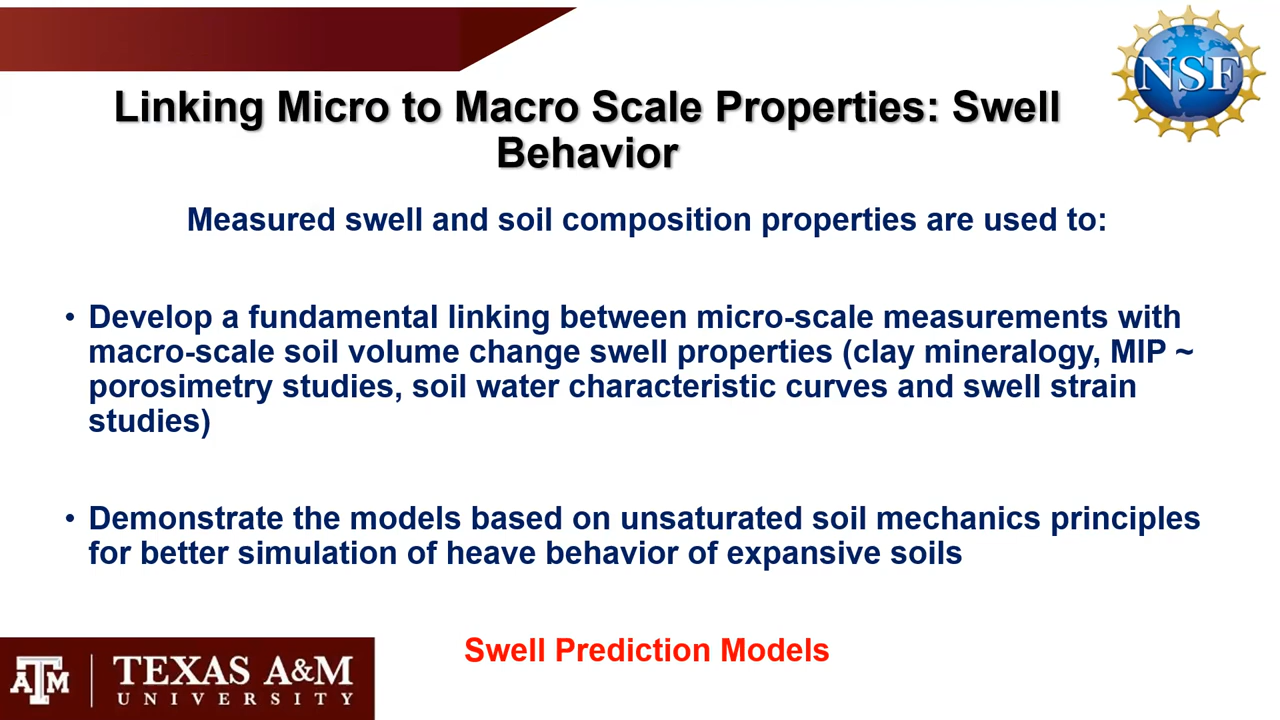 NSF
Linking Micro to Macro Scale Properties: Swell
Behavior
Measured swell and soil composition properties are used to:
• Develop a fundamental linking between micro-scale measurements with
macro-scale soil volume change swell properties (clay mineralogy, MIP ~
porosimetry studies, soil water characteristic curves and swell strain
studies)
• Demonstrate the models based on unsaturated soil mechanics principles
for better simulation of heave behavior of expansive soils
Swell Prediction Models
ATM
TEXAS A&M
UNIVERSITY